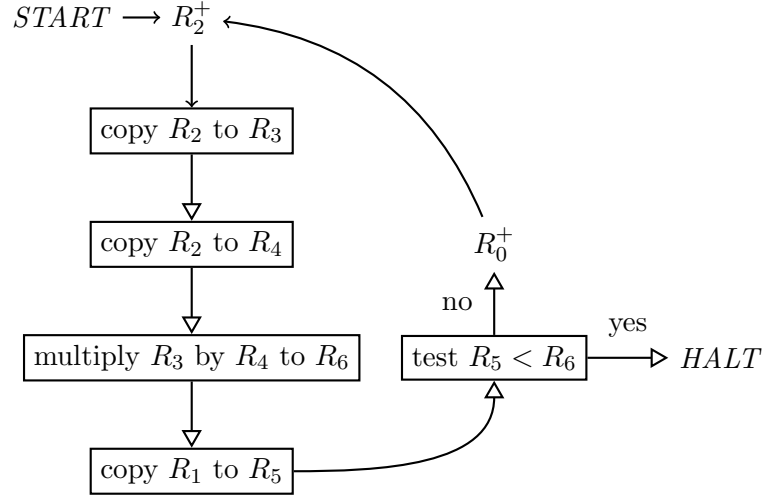 START R₂⁺
copy R₂ to R₃
copy R₂ to R₄
R₀⁺
no
yes
multiply R₃ by R₄ to R₆
test R₅ < R₆
HALT
copy R₁ to R₅